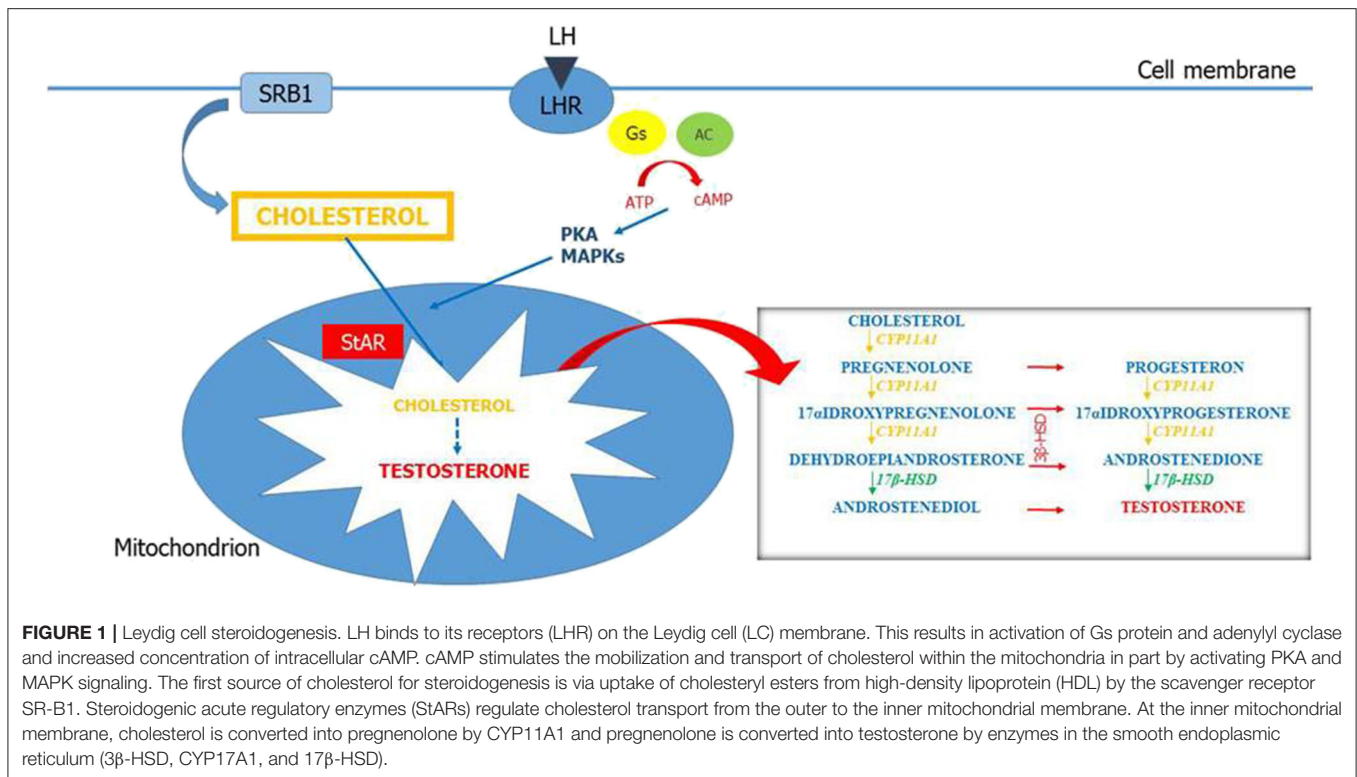 LH
Cell membrane
SRB1
LHR
Gs
AC
ATP
cAMP
CHOLESTEROL
PKA
MAPKs
StAR
CHOLESTEROL
TESTOSTERONE
Mitochondrion
CHOLESTEROL
CYP11A1
PREGNENOLONE
PROGESTERON
CYP11A1
CYP11A1
17αIDROXYPREGNENOLONE
17αIDROXYPROGESTERONE
CYP11A1
3β-HSD
CYP11A1
DEHYDROEPIANDROSTERONE
ANDROSTENEDIONE
17β-HSD
17β-HSD
ANDROSTENEDIOL
TESTOSTERONE
FIGURE 1 | Leydig cell steroidogenesis. LH binds to its receptors (LHR) on the Leydig cell (LC) membrane. This results in activation of Gs protein and adenylyl cyclase
and increased concentration of intracellular cAMP. cAMP stimulates the mobilization and transport of cholesterol within the mitochondria in part by activating PKA and
MAPK signaling. The first source of cholesterol for steroidogenesis is via uptake of cholesteryl esters from high-density lipoprotein (HDL) by the scavenger receptor
SR-B1. Steroidogenic acute regulatory enzymes (StARs) regulate cholesterol transport from the outer to the inner mitochondrial membrane. At the inner mitochondrial
membrane, cholesterol is converted into pregnenolone by CYP11A1 and pregnenolone is converted into testosterone by enzymes in the smooth endoplasmic
reticulum (3β-HSD, CYP17A1, and 17β-HSD).